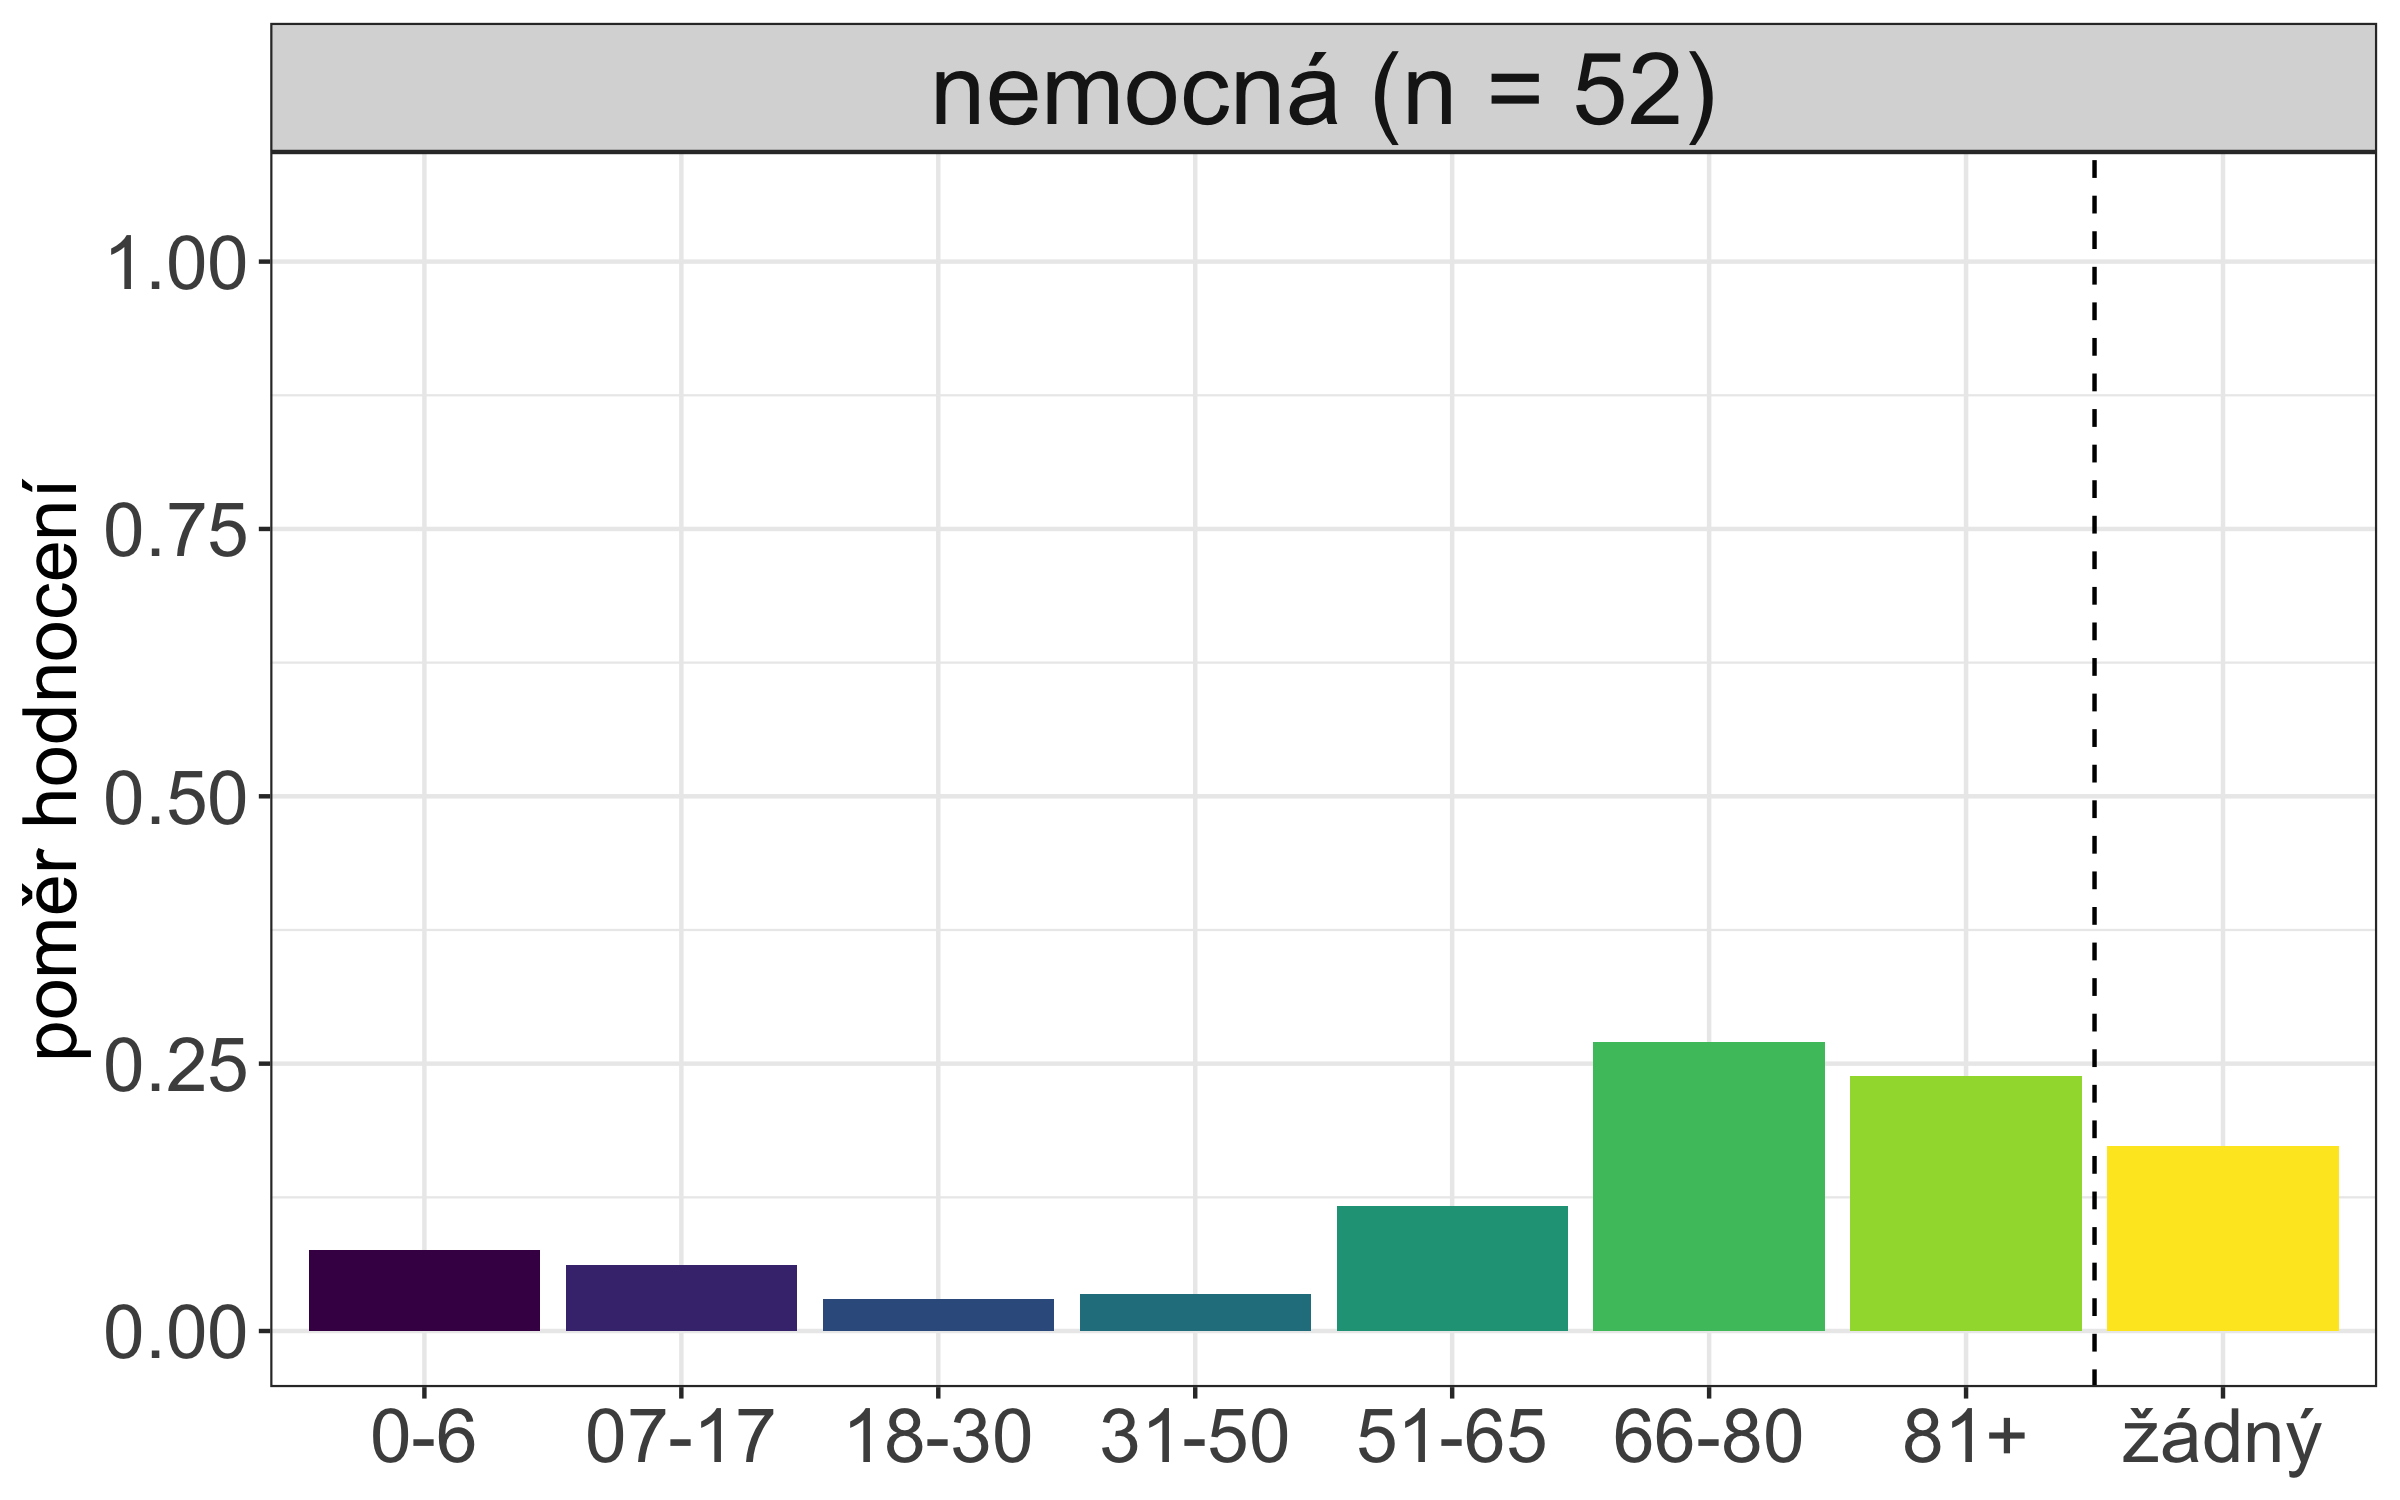 nemocná (n = 52)
poměr hodnocení
1.00
0.75
0.50
0.25
0.00
0-6 07-17 18-30 31-50 51-65 66-80 81+ žádný